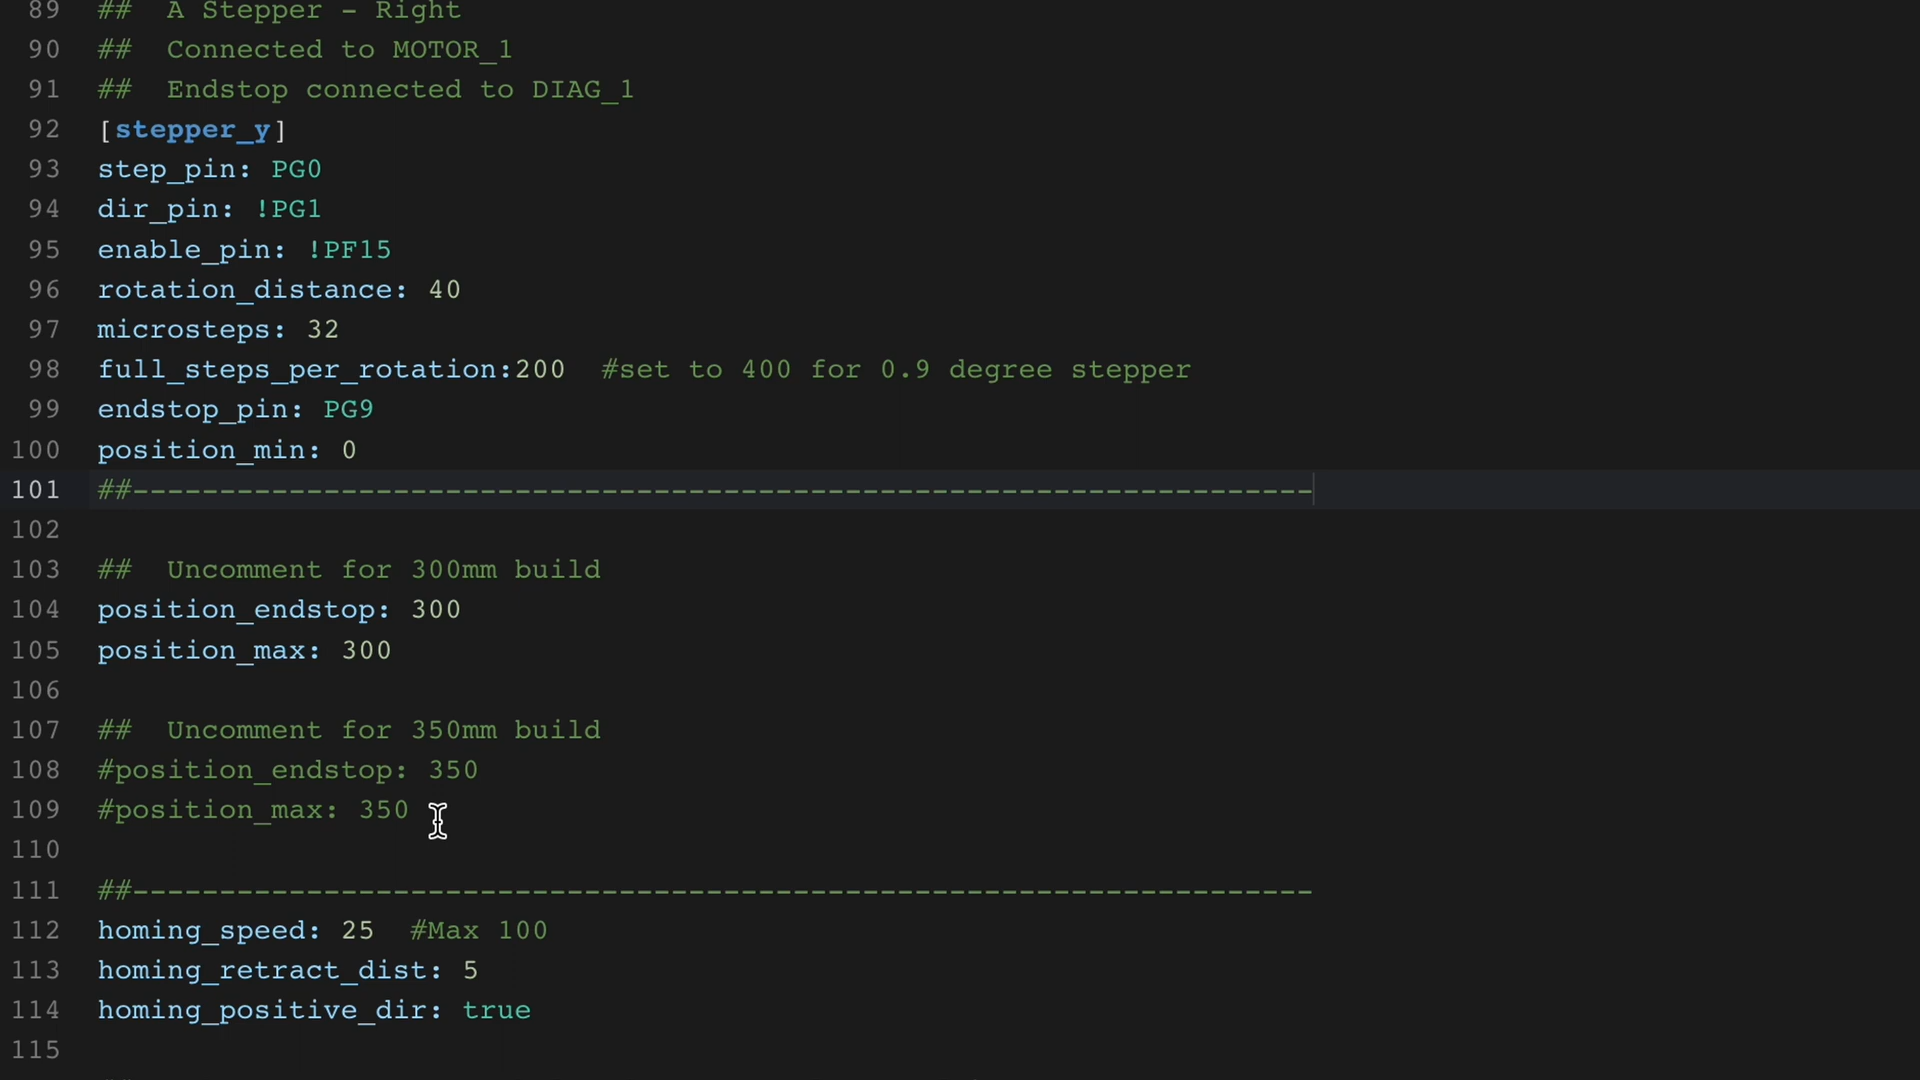 89 ##  A Stepper - Right
90 ##  Connected to MOTOR_1
91 ##  Endstop connected to DIAG_1
92 [stepper_y]
93 step_pin: PG0
94 dir_pin: !PG1
95 enable_pin: !PF15
96 rotation_distance: 40
97 microsteps: 32
98 full_steps_per_rotation:200  #set to 400 for 0.9 degree stepper
99 endstop_pin: PG9
100 position_min: 0
101 ##--------------------------------------------------------------------
102
103 ##  Uncomment for 300mm build
104 position_endstop: 300
105 position_max: 300
106
107 ##  Uncomment for 350mm build
108 #position_endstop: 350
109 #position_max: 350
110
111 ##--------------------------------------------------------------------
112 homing_speed: 25  #Max 100
113 homing_retract_dist: 5
114 homing_positive_dir: true
115